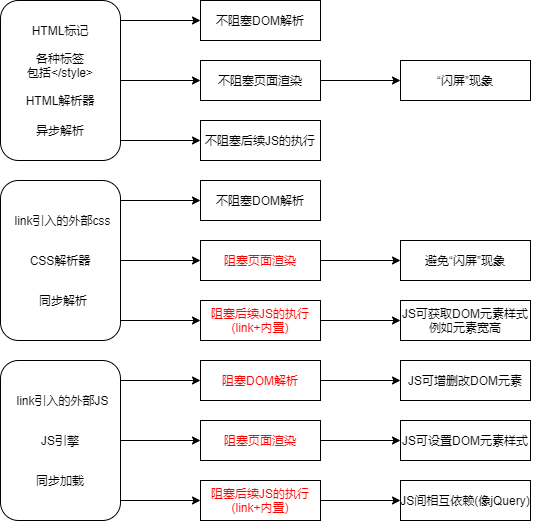 HTML标记
各种标签
包括</style>
HTML解析器
异步解析
不阻塞DOM解析
不阻塞页面渲染
“闪屏”现象
不阻塞后续JS的执行
link引入的外部css
CSS解析器
同步解析
不阻塞DOM解析
阻塞页面渲染
避免“闪屏”现象
阻塞后续JS的执行
(link+内置)
JS可获取DOM元素样式
例如元素宽高
link引入的外部JS
JS引擎
同步加载
阻塞DOM解析
JS可增删改DOM元素
阻塞页面渲染
JS可设置DOM元素样式
阻塞后续JS的执行
(link+内置)
JS间相互依赖(像jQuery)